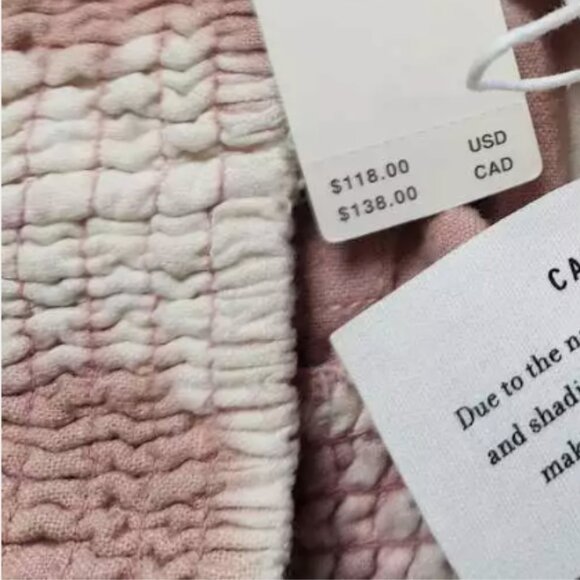 $118.00 USD
$138.00 CAD
CA
Due to the n
and shadi
mak